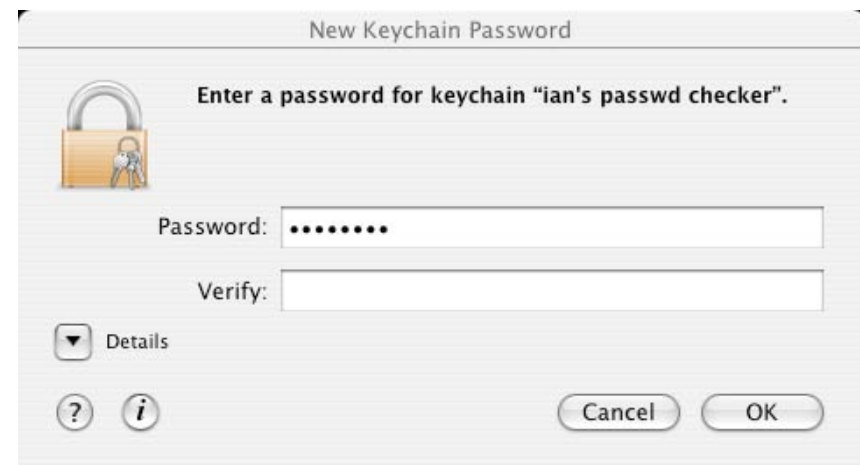 New Keychain Password
Enter a password for keychain “ian's passwd checker”.
Password: ••••••••
Verify:
Details
? i
Cancel OK